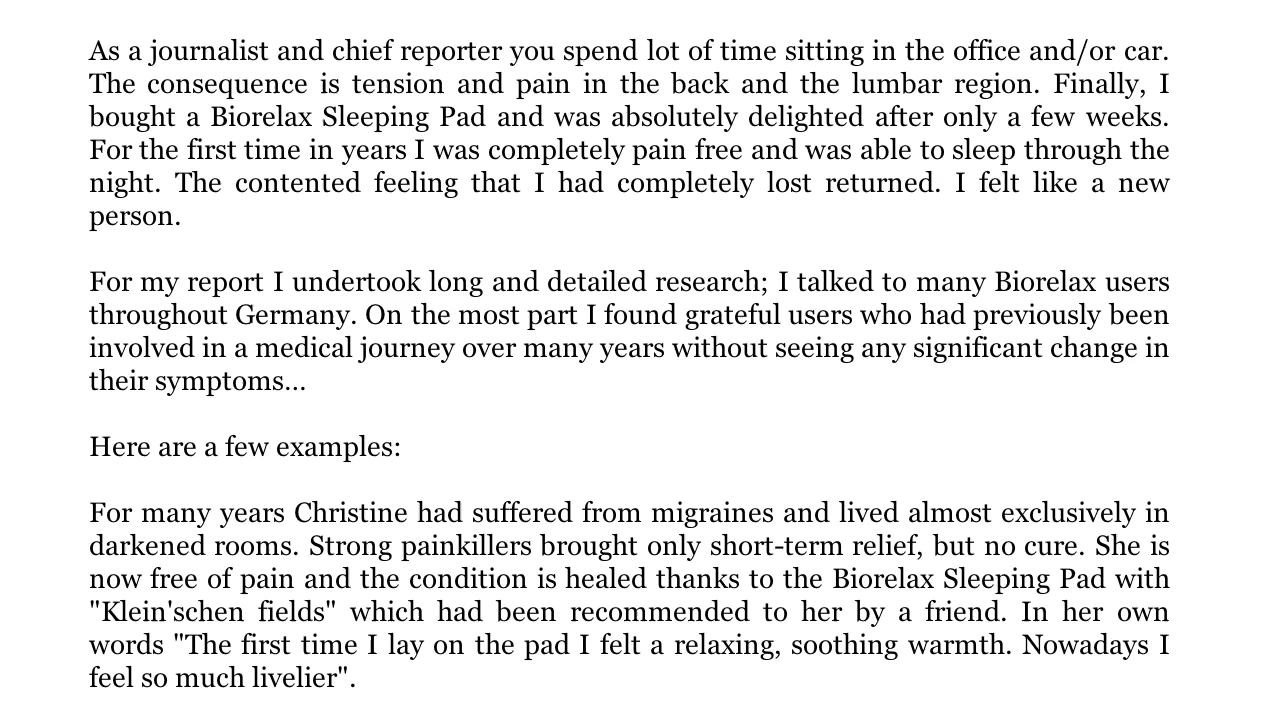 As a journalist and chief reporter you spend lot of time sitting in the office and/or car.
The consequence is tension and pain in the back and the lumbar region. Finally, I
bought a Biorelax Sleeping Pad and was absolutely delighted after only a few weeks.
For the first time in years I was completely pain free and was able to sleep through the
night. The contented feeling that I had completely lost returned. I felt like a new
person.
For my report I undertook long and detailed research; I talked to many Biorelax users
throughout Germany. On the most part I found grateful users who had previously been
involved in a medical journey over many years without seeing any significant change in
their symptoms...
Here are a few examples:
For many years Christine had suffered from migraines and lived almost exclusively in
darkened rooms. Strong painkillers brought only short-term relief, but no cure. She is
now free of pain and the condition is healed thanks to the Biorelax Sleeping Pad with
"Klein'schen fields" which had been recommended to her by a friend. In her own
words "The first time I lay on the pad I felt a relaxing, soothing warmth. Nowadays I
feel so much livelier".